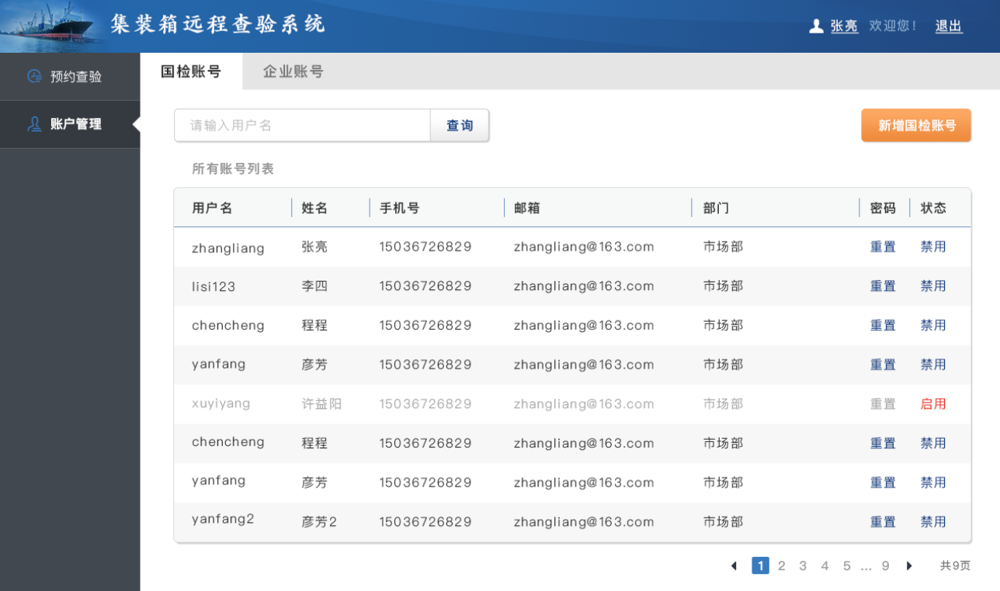 集装箱远程查验系统
张亮 欢迎您! 退出
预约查验
账户管理
国检账号 企业账号
请输入用户名 查询 新增国检账号
所有账号列表
用户名 姓名 手机号 邮箱 部门 密码 状态
zhangliang 张亮 15036726829 zhangliang@163.com 市场部 重置 禁用
lisi123 李四 15036726829 zhangliang@163.com 市场部 重置 禁用
chencheng 程程 15036726829 zhangliang@163.com 市场部 重置 禁用
yanfang 彦芳 15036726829 zhangliang@163.com 市场部 重置 禁用
xuyiyang 许益阳 15036726829 zhangliang@163.com 市场部 重置 启用
chencheng 程程 15036726829 zhangliang@163.com 市场部 重置 禁用
yanfang 彦芳 15036726829 zhangliang@163.com 市场部 重置 禁用
yanfang2 彦芳2 15036726829 zhangliang@163.com 市场部 重置 禁用
1 2 3 4 5 ... 9 共9页